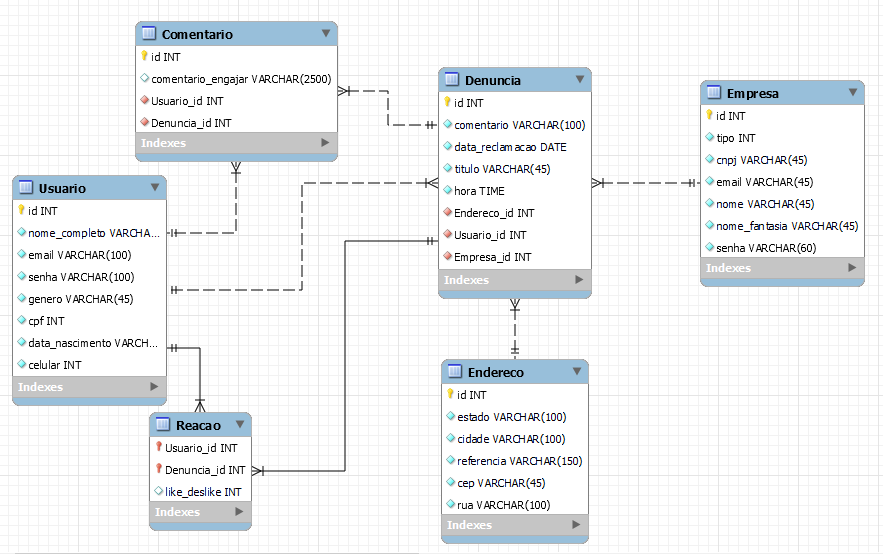 Comentario
id INT
comentario_engajar VARCHAR(2500)
Usuario_id INT
Denuncia_id INT
Indexes
Denuncia
id INT
comentario VARCHAR(100)
data_reclamacao DATE
titulo VARCHAR(45)
hora TIME
Endereco_id INT
Usuario_id INT
Empresa_id INT
Indexes
Empresa
id INT
tipo INT
cnpj VARCHAR(45)
email VARCHAR(45)
nome VARCHAR(45)
nome_fantasia VARCHAR(45)
senha VARCHAR(60)
Indexes
Usuario
id INT
nome_completo VARCHA...
email VARCHAR(100)
senha VARCHAR(100)
genero VARCHAR(45)
cpf INT
data_nascimento VARCH...
celular INT
Indexes
Endereco
id INT
estado VARCHAR(100)
cidade VARCHAR(100)
referencia VARCHAR(150)
cep VARCHAR(45)
rua VARCHAR(100)
Indexes
Reacao
Usuario_id INT
Denuncia_id INT
like_deslike INT
Indexes